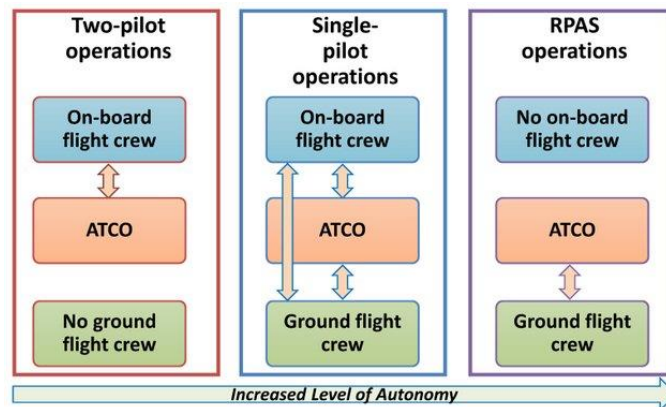 Two-pilot
operations
On-board
flight crew
ATCO
No ground
flight crew
Single-
pilot
operations
On-board
flight crew
ATCO
Ground flight
crew
RPAS
operations
No on-board
flight crew
ATCO
Ground flight
crew
Increased Level of Autonomy